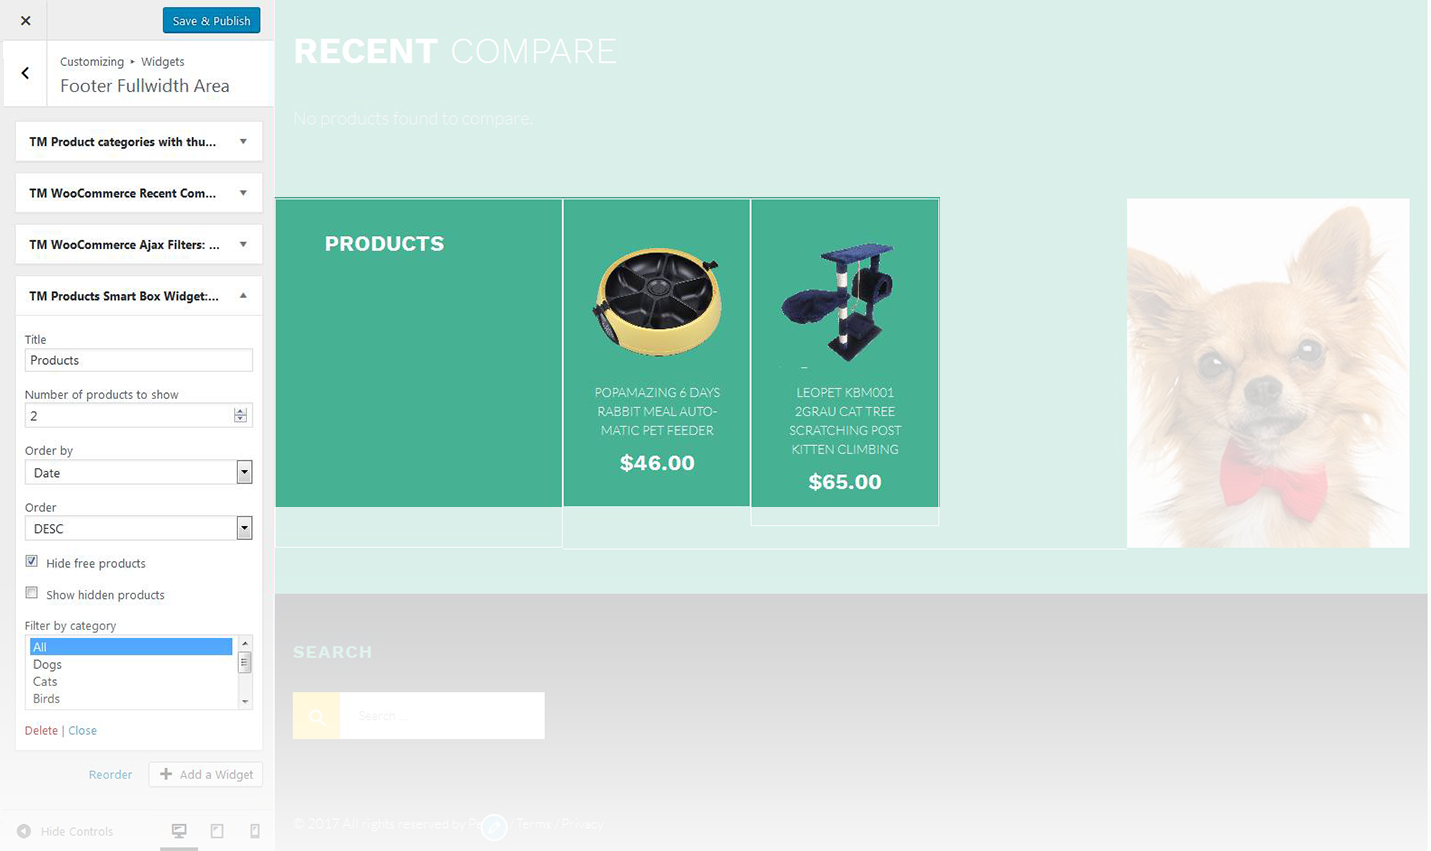 Save & Publish
Customizing ▸ Widgets
Footer Fullwidth Area
TM Product categories with thu...
TM WooCommerce Recent Com...
TM WooCommerce Ajax Filters: ...
TM Products Smart Box Widget:...
Title
Products
Number of products to show
2
Order by
Date
Order
DESC
Hide free products
Show hidden products
Filter by category
All
Dogs
Cats
Birds
Delete | Close
Reorder
Add a Widget
Hide Controls
RECENT COMPARE
No products found to compare.
PRODUCTS
POPAMAZING 6 DAYS
RABBIT MEAL AUTO-
MATIC PET FEEDER
$46.00
LEOPET KBM001
2GRAU CAT TREE
SCRATCHING POST
KITTEN CLIMBING
$65.00
SEARCH
Search ...
© 2017 All rights reserved by / Terms / Privacy